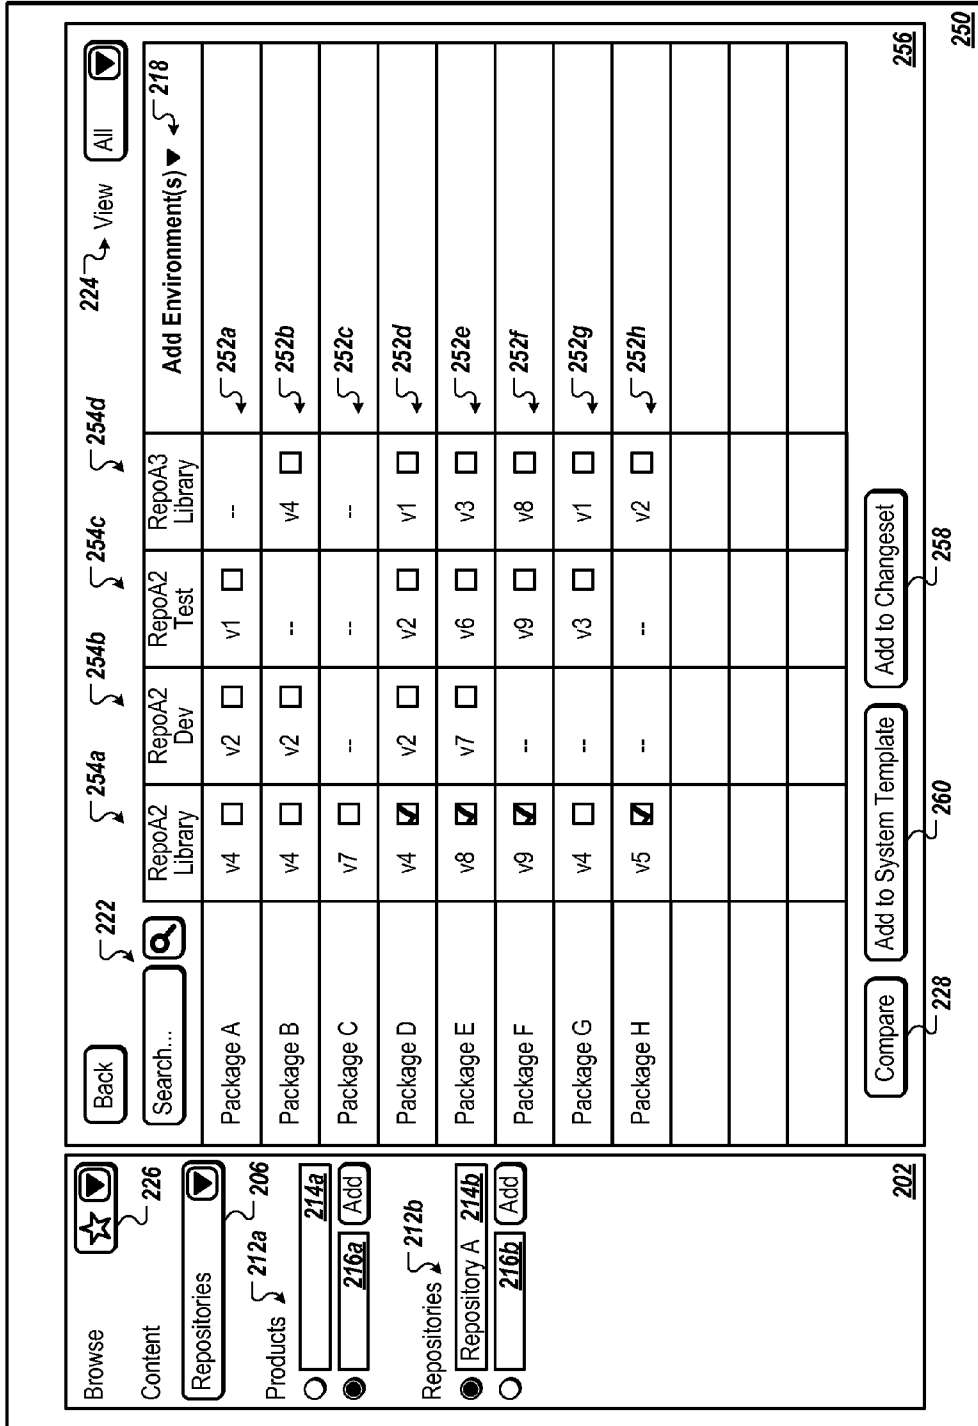 Browse
226
Content
Repositories
206
Products 212a
214a
216a Add
Repositories 212b
Repository A 214b
216b Add
202
Back
222
254a
254b
254c
254d
224 View All
Search...
RepoA2 Library
RepoA2 Dev
RepoA2 Test
RepoA3 Library
Add Environment(s) 218
Package A v4 v2 v1 -- 252a
Package B v4 v2 -- v4 252b
Package C v7 -- -- -- 252c
Package D v4 v2 v2 v1 252d
Package E v8 v7 v6 v3 252e
Package F v9 -- v9 v8 252f
Package G v4 -- v3 v1 252g
Package H v5 -- -- v2 252h
Compare Add to System Template Add to Changeset
256
228 260 258
250